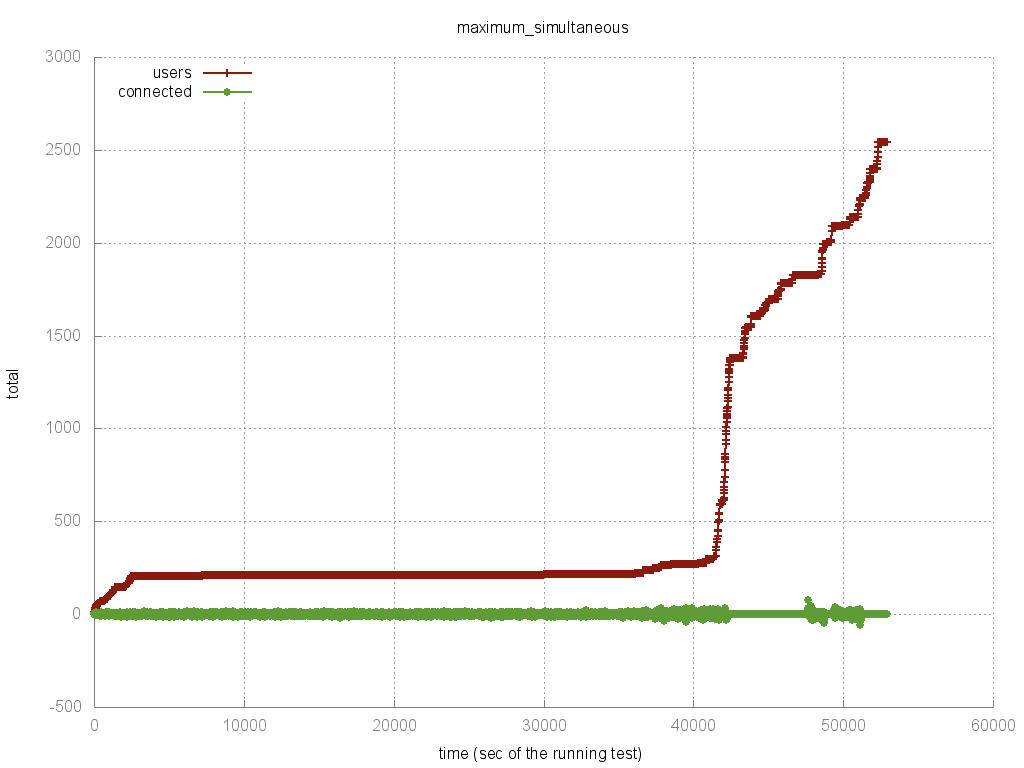 maximum_simultaneous
users
connected
3000
2500
2000
1500
1000
500
0
-500
total
0 10000 20000 30000 40000 50000 60000
time (sec of the running test)